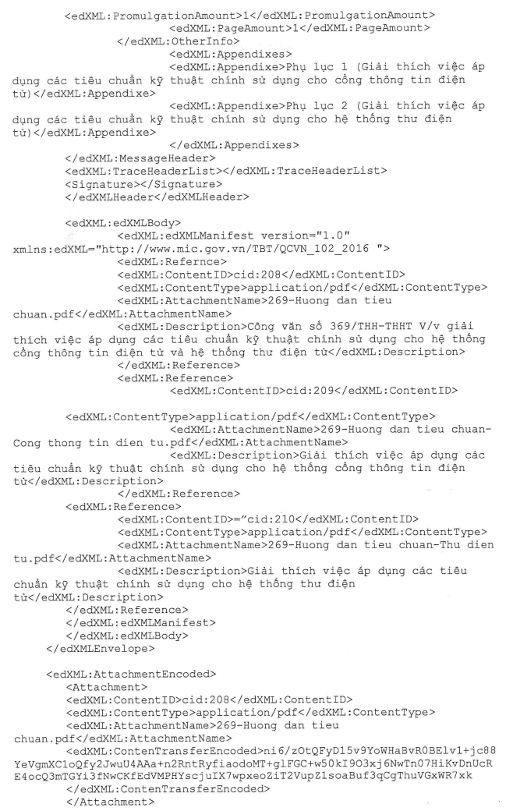 <edXML:PromulgationAmount>1</edXML:PromulgationAmount>
<edXML:PageAmount>1</edXML:PageAmount>
</edXML:OtherInfo>
<edXML:Appendixes>
<edXML:Appendixe>Phụ lục 1 (Giải thích việc áp
dụng các tiêu chuẩn kỹ thuật chính sử dụng cho cổng thông tin điện
tử)</edXML:Appendixe>
<edXML:Appendixe>Phụ lục 2 (Giải thích việc áp
dụng các tiêu chuẩn kỹ thuật chính sử dụng cho hệ thống thư điện
tử)</edXML:Appendixe>
</edXML:Appendixes>
</edXML:MessageHeader>
<edXML:TraceHeaderList></edXML:TraceHeaderList>
<Signature></Signature>
</edXMLHeader></edXMLHeader>
<edXML:edXMLBody>
<edXML:edXMLManifest version="1.0"
xmlns:edXML="http://www.mic.gov.vn/TBT/QCVN_102_2016 ">
<edXML:Refernce>
<edXML:ContentID>cid:208</edXML:ContentID>
<edXML:ContentType>application/pdf</edXML:ContentType>
<edXML:AttachmentName>269-Huong dan tieu
chuan.pdf</edXML:AttachmentName>
<edXML:Description>Công văn số 369/THH-THHT V/v giải
thích việc áp dụng các tiêu chuẩn kỹ thuật chính sử dụng cho hệ thống
cổng thông tin điện tử và hệ thống thư điện tử</edXML:Description>
</edXML:Reference>
<edXML:Reference>
<edXML:ContentID>cid:209</edXML:ContentID>
<edXML:ContentType>application/pdf</edXML:ContentType>
<edXML:AttachmentName>269-Huong dan tieu chuan-
Cong thong tin dien tu.pdf</edXML:AttachmentName>
<edXML:Description>Giải thích việc áp dụng các
tiêu chuẩn kỹ thuật chính sử dụng cho hệ thống cổng thông tin điện
tử</edXML:Description>
</edXML:Reference>
<edXML:Reference>
<edXML:ContentID>="cid:210</edXML:ContentID>
<edXML:ContentType>application/pdf</edXML:ContentType>
<edXML:AttachmentName>269-Huong dan tieu chuan-Thu dien
tu.pdf</edXML:AttachmentName>
<edXML:Description>Giải thích việc áp dụng các tiêu
chuẩn kỹ thuật chính sử dụng cho hệ thống thư điện
tử</edXML:Description>
</edXML:Reference>
</edXML:edXMLManifest>
</edXML:edXMLBody>
</edXMLEnvelope>
<edXML:AttachmentEncoded>
<Attachment>
<edXML:ContentID>cid:208</edXML:ContentID>
<edXML:ContentType>application/pdf</edXML:ContentType>
<edXML:AttachmentName>269-Huong dan tieu
chuan.pdf</edXML:AttachmentName>
<edXML:ContenTransferEncoded>ni6/zOtQFyD15v9YoWHaBvR0BElv1+jc88
YeVgmXC1oQfy2JwuU4AAa+n2RntRyfiaodoMT+glFGC+w50kI9O3xj6NwTn07HiKvDnUcR
E4ocQ3mTGYi3fNwCKfEdVMPHYscjuIX7wpxeoZiT2VupZlsoaBuf3qCgThuVGxWR7xk
</edXML:ContenTransferEncoded>
</Attachment>